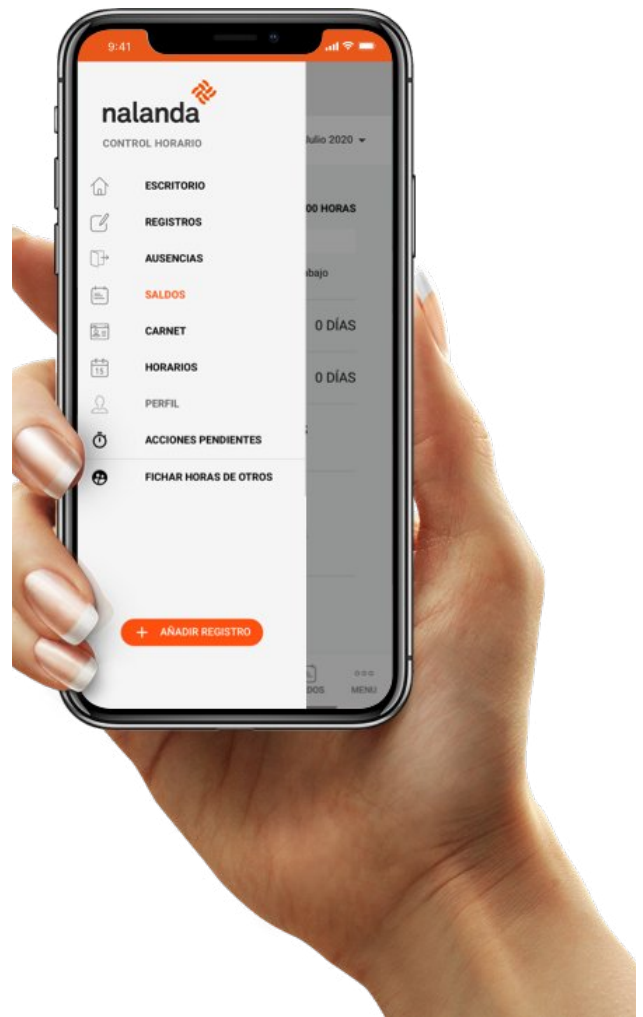 9:41
nalanda
CONTROL HORARIO
Julio 2020
ESCRITORIO
00 HORAS
REGISTROS
AUSENCIAS
bajo
SALDOS
0 DÍAS
CARNET
HORARIOS
15
0 DÍAS
PERFIL
ACCIONES PENDIENTES
FICHAR HORAS DE OTROS
+ AÑADIR REGISTRO
DOS
MENU